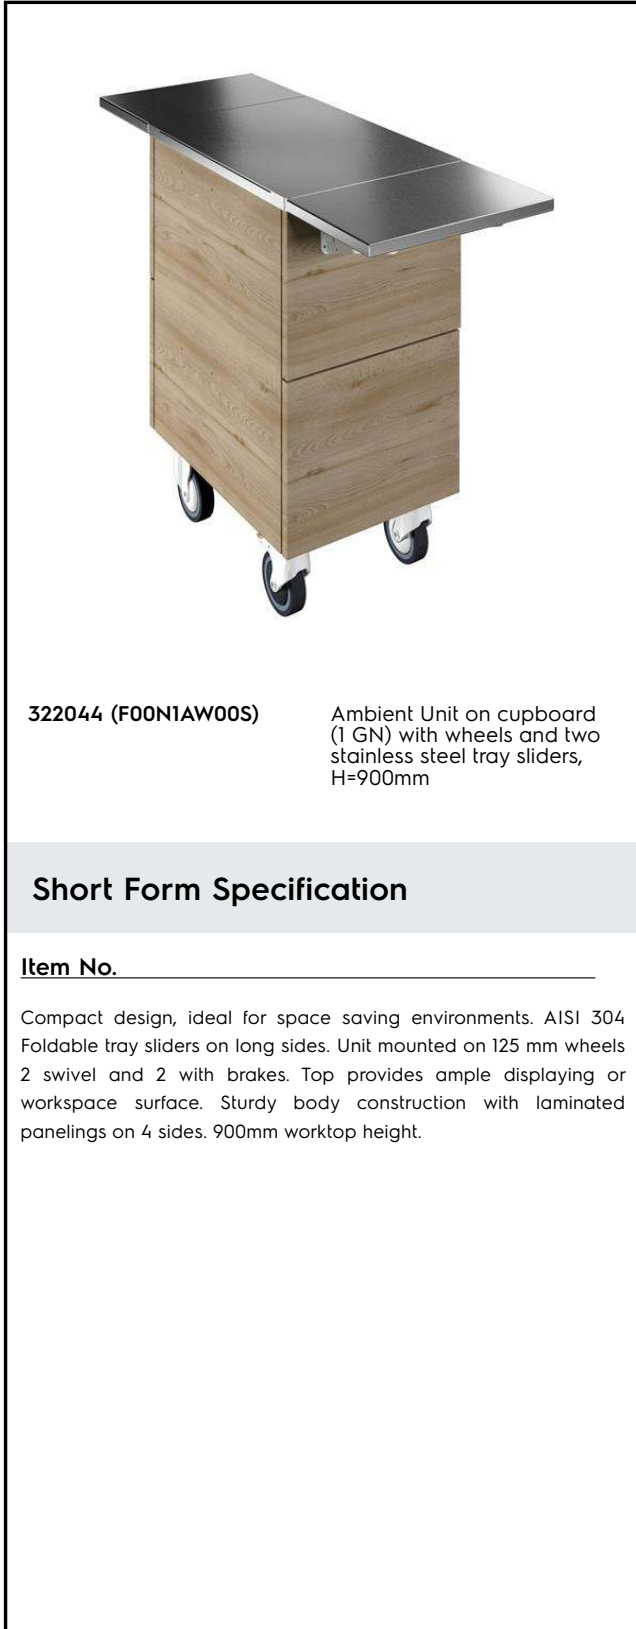 322044 (F00N1AW00S)
Ambient Unit on cupboard
(1 GN) with wheels and two
stainless steel tray sliders,
H=900mm
Short Form Specification
Item No.
Compact design, ideal for space saving environments. AISI 304
Foldable tray sliders on long sides. Unit mounted on 125 mm wheels
2 swivel and 2 with brakes. Top provides ample displaying or
workspace surface. Sturdy body construction with laminated
panelings on 4 sides. 900mm worktop height.